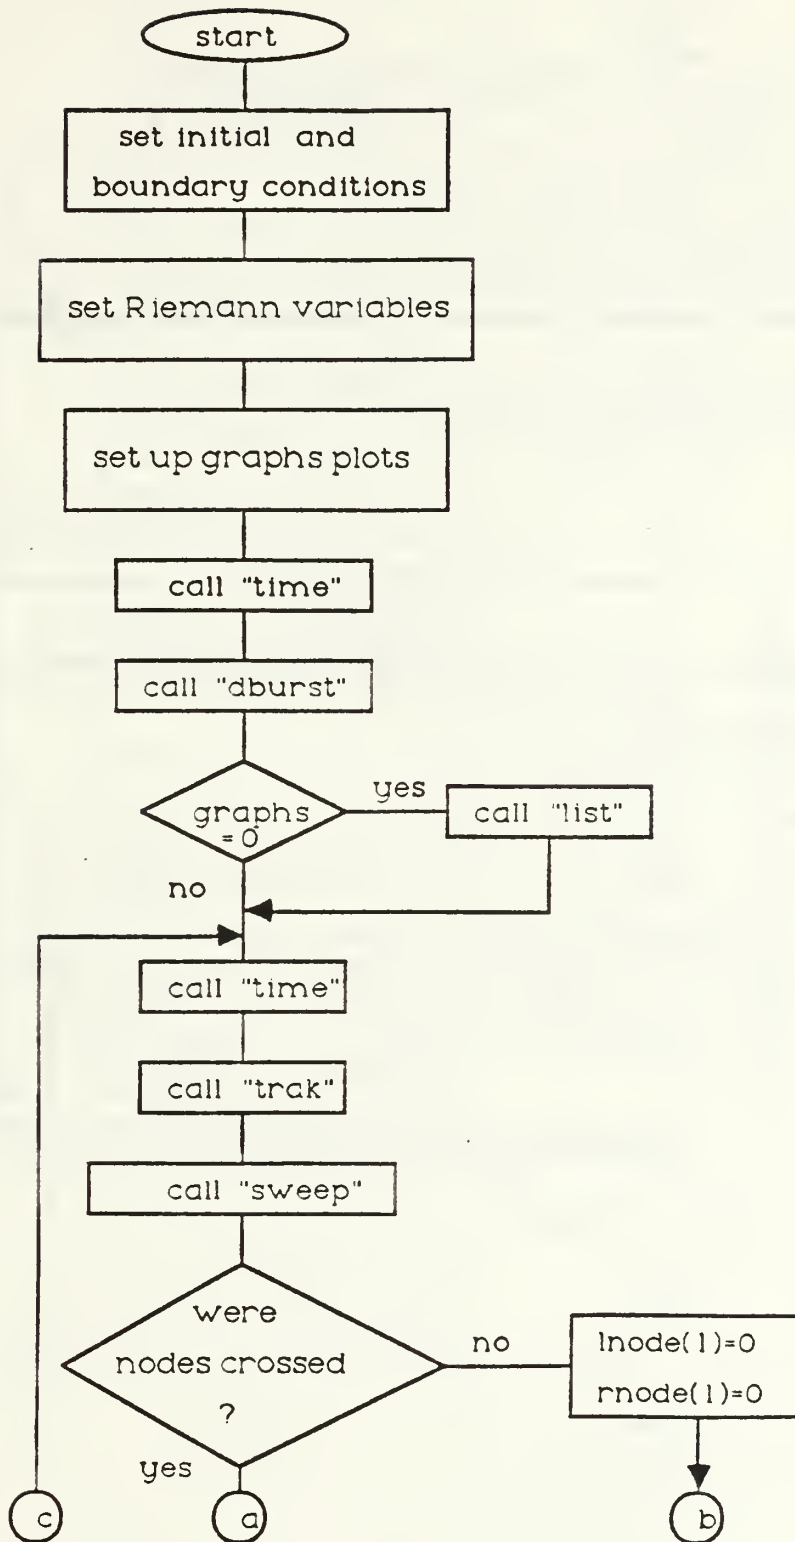 start
set initial and
boundary conditions
set Riemann variables
set up graphs plots
call "time"
call "dburst"
graphs
=0
yes
call "list"
no
call "time"
call "trak"
call "sweep"
were
nodes crossed
?
no
lnode(1)=0
rnode(1)=0
yes
c
a
b